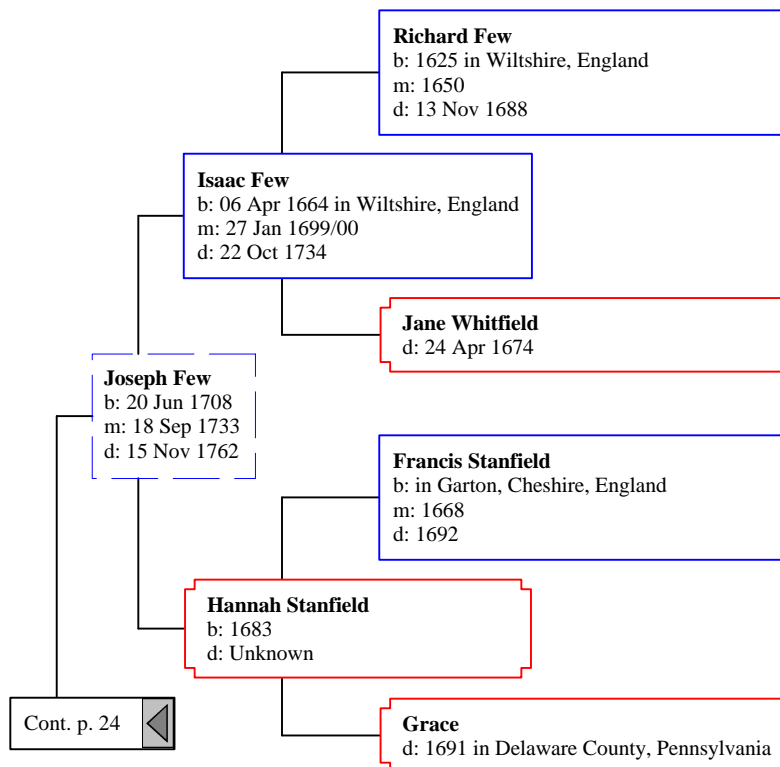 Richard Few
b: 1625 in Wiltshire, England
m: 1650
d: 13 Nov 1688
Isaac Few
b: 06 Apr 1664 in Wiltshire, England
m: 27 Jan 1699/00
d: 22 Oct 1734
Jane Whitfield
d: 24 Apr 1674
Joseph Few
b: 20 Jun 1708
m: 18 Sep 1733
d: 15 Nov 1762
Francis Stanfield
b: in Garton, Cheshire, England
m: 1668
d: 1692
Hannah Stanfield
b: 1683
d: Unknown
Grace
d: 1691 in Delaware County, Pennsylvania
Cont. p. 24